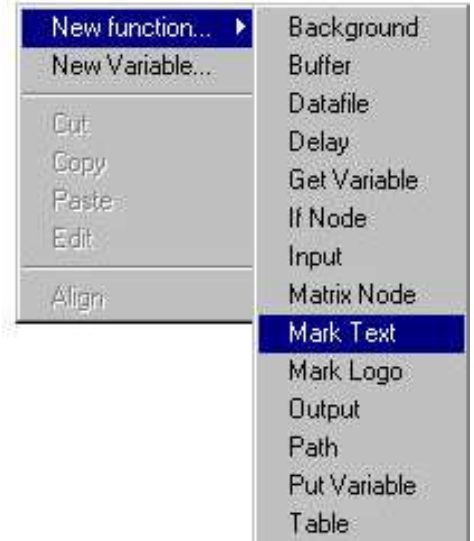 New function...
New Variable...
Cut
Copy
Paste
Edit
Align
Background
Buffer
Datafile
Delay
Get Variable
If Node
Input
Matrix Node
Mark Text
Mark Logo
Output
Path
Put Variable
Table